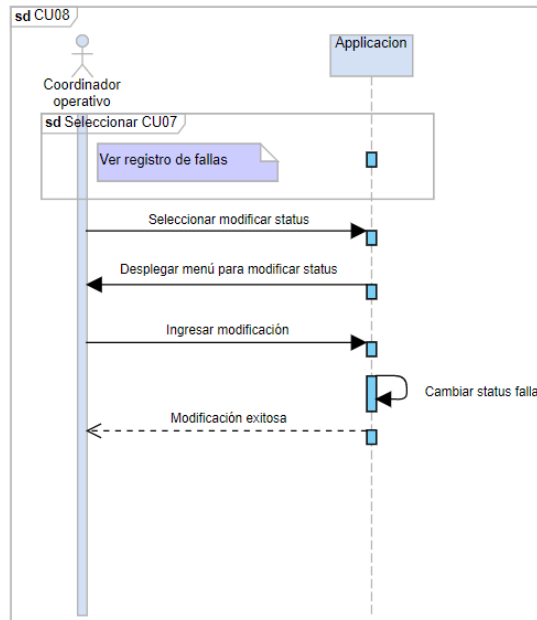 sd CU08
Applicacion
Coordinador
operativo
sd Seleccionar CU07
Ver registro de fallas
Seleccionar modificar status
Desplegar menú para modificar status
Ingresar modificación
Cambiar status falla
Modificación exitosa